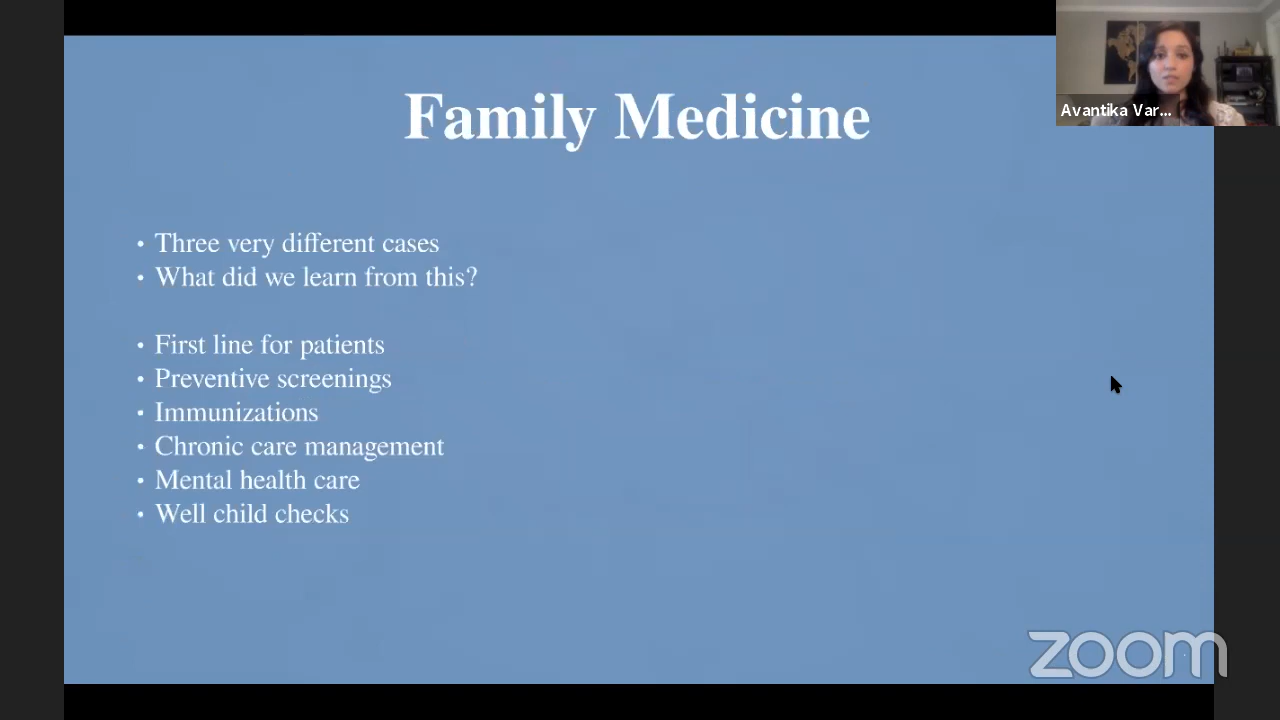 Family Medicine
Avantika Var...
• Three very different cases
• What did we learn from this?
• First line for patients
• Preventive screenings
• Immunizations
• Chronic care management
• Mental health care
• Well child checks
zoom